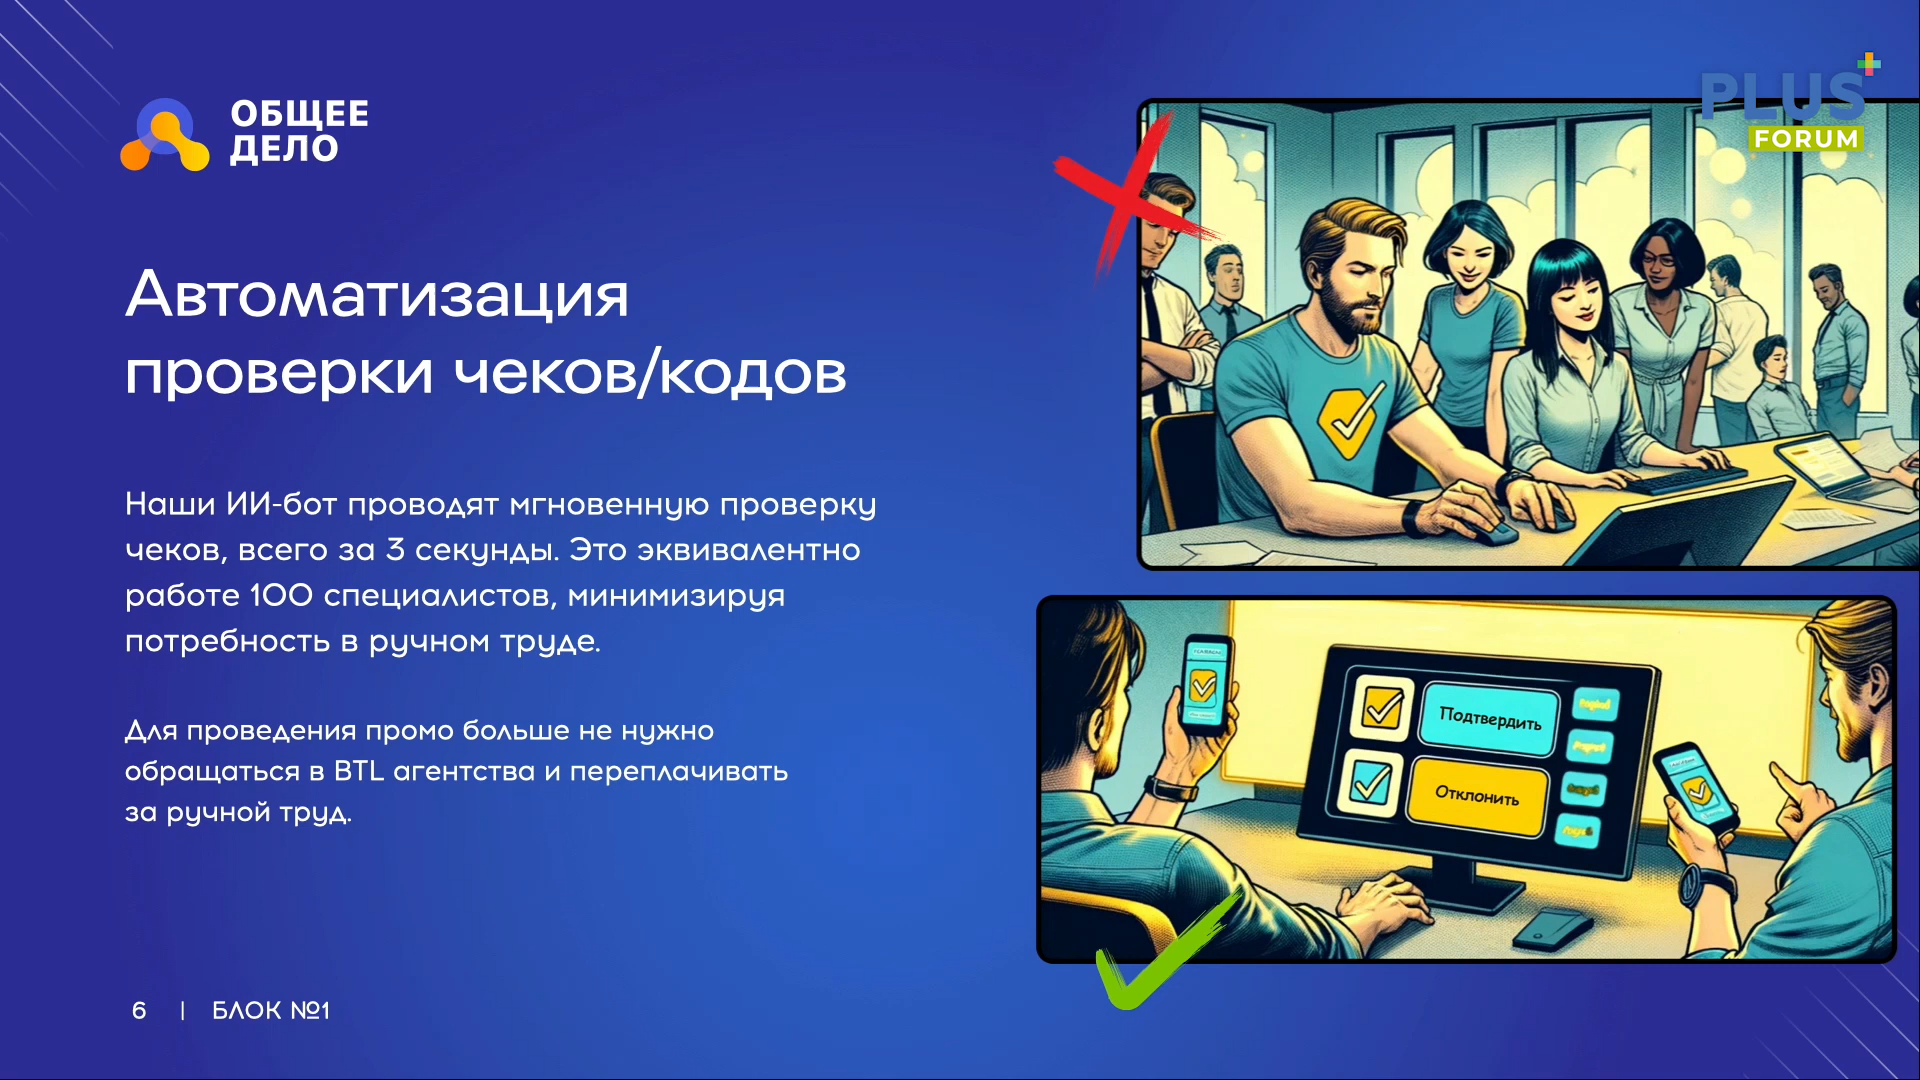 ОБЩЕЕ
ДЕЛО
PLUS
FORUM
Автоматизация
проверки чеков/кодов
Наши ИИ-бот проводят мгновенную проверку
чеков, всего за 3 секунды. Это эквивалентно
работе 100 специалистов, минимизируя
потребность в ручном труде.
Для проведения промо больше не нужно
обращаться в BTL агентства и переплачивать
за ручной труд.
Подтвердить
Отклонить
6 | БЛОК №1